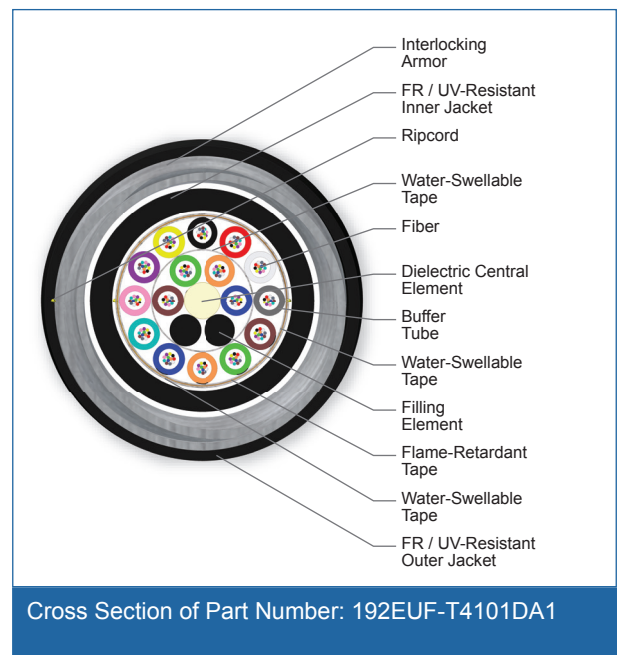 Interlocking
Armor
FR / UV-Resistant
Inner Jacket
Ripcord
Water-Swellable
Tape
Fiber
Dielectric Central
Element
Buffer
Tube
Water-Swellable
Tape
Filling
Element
Flame-Retardant
Tape
Water-Swellable
Tape
FR / UV-Resistant
Outer Jacket
Cross Section of Part Number: 192EUF-T4101DA1